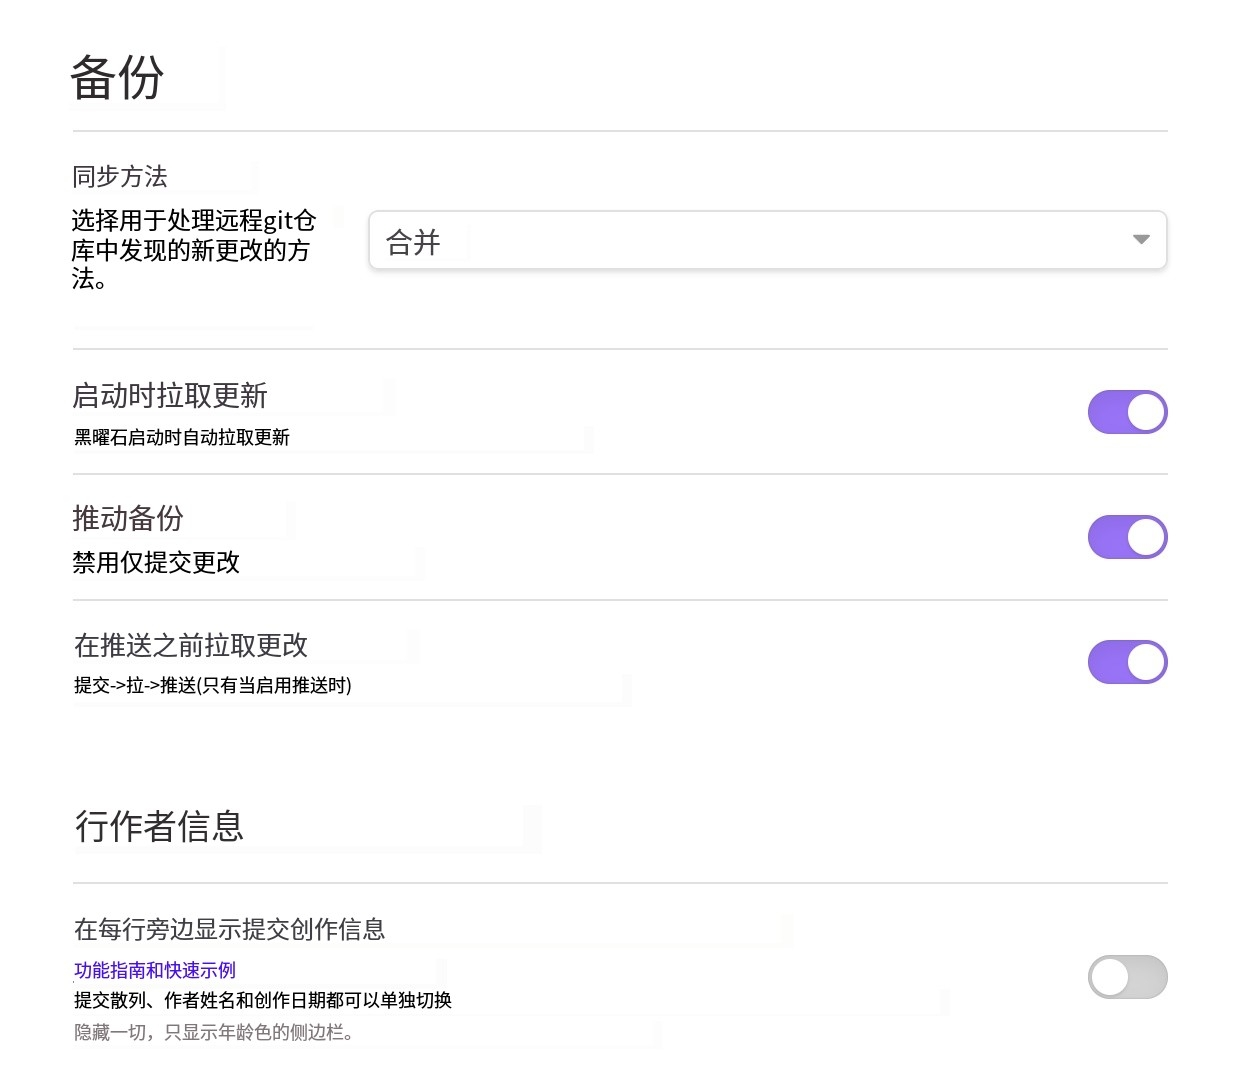 备份
同步方法
选择用于处理远程git仓
库中发现的新更改的方
法。
合并
启动时拉取更新
黑曜石启动时自动拉取更新
推动备份
禁用仅提交更改
在推送之前拉取更改
提交->拉->推送(只有当启用推送时)
行作者信息
在每行旁边显示提交创作信息
功能指南和快速示例
提交散列、作者姓名和创作日期都可以单独切换
隐藏一切，只显示年龄色的侧边栏。